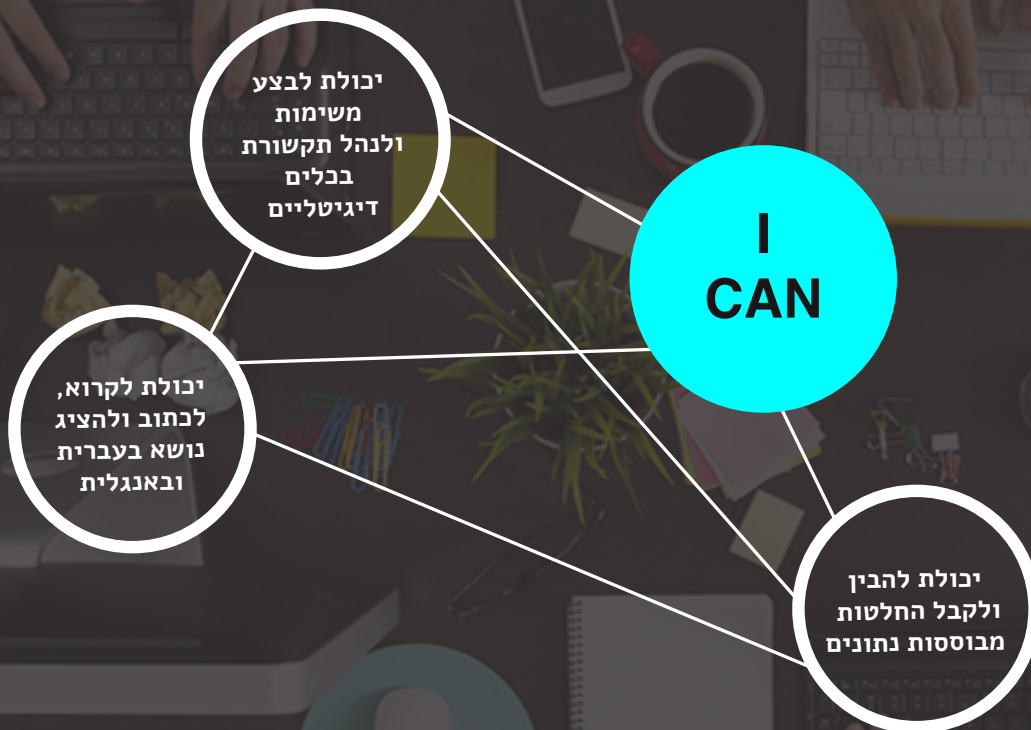 יכולת לבצע
משימות
ולנהל תקשורת
בכלים
דיגיטליים
I
CAN
יכולת לקרוא,
לכתוב ולהציג
נושא בעברית
ובאנגלית
יכולת להבין
ולקבל החלטות
מבוססות נתונים